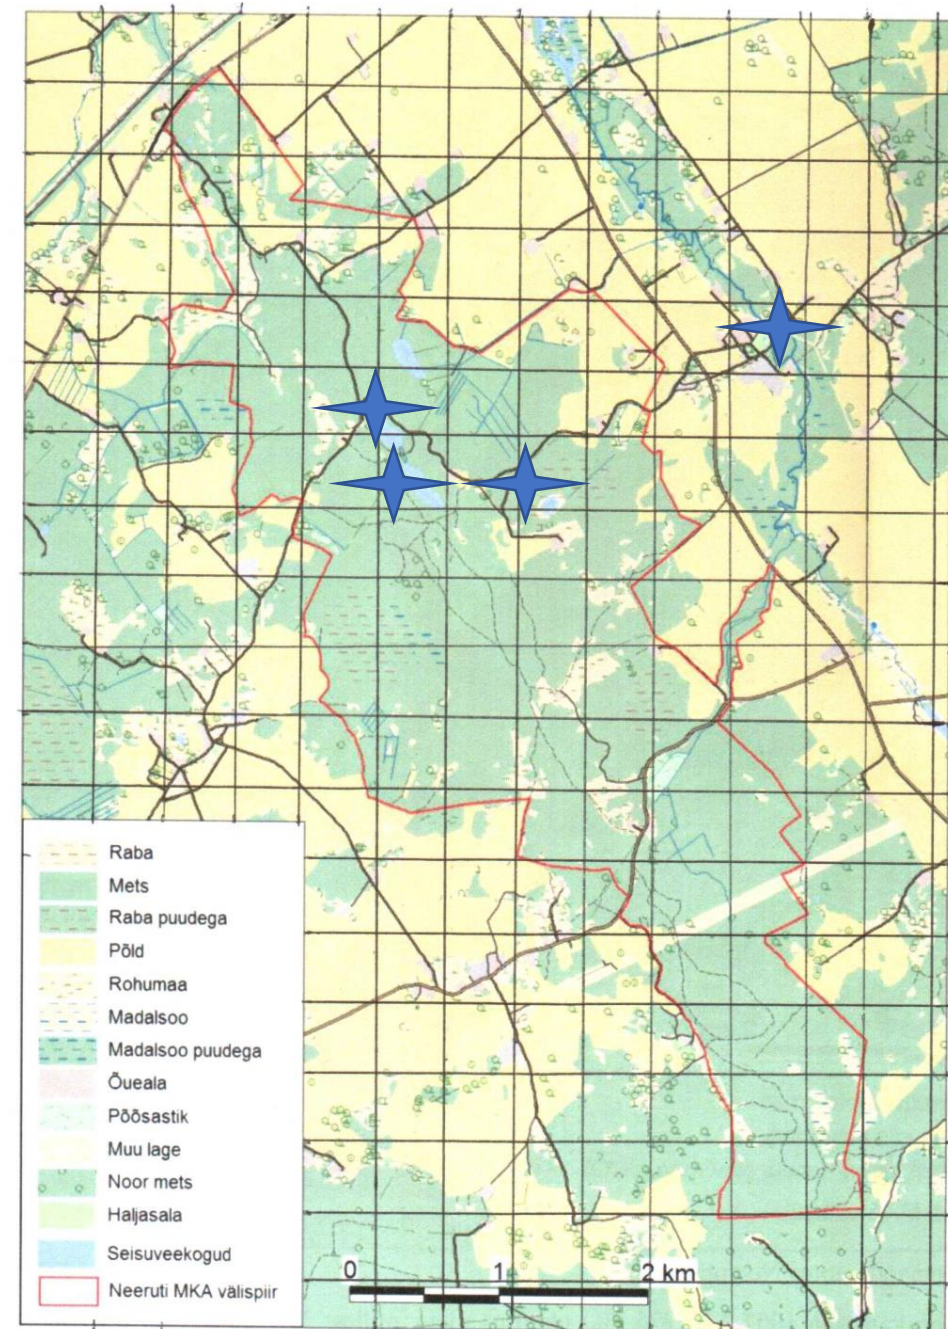 Raba
Mets
Raba puudega
Põld
Rohumaa
Madalsoo
Madalsoo puudega
Õueala
Põõsastik
Muu lage
Noor mets
Haljasala
Seisuveekogud
Neeruti MKA välispiir
0 1 2 km